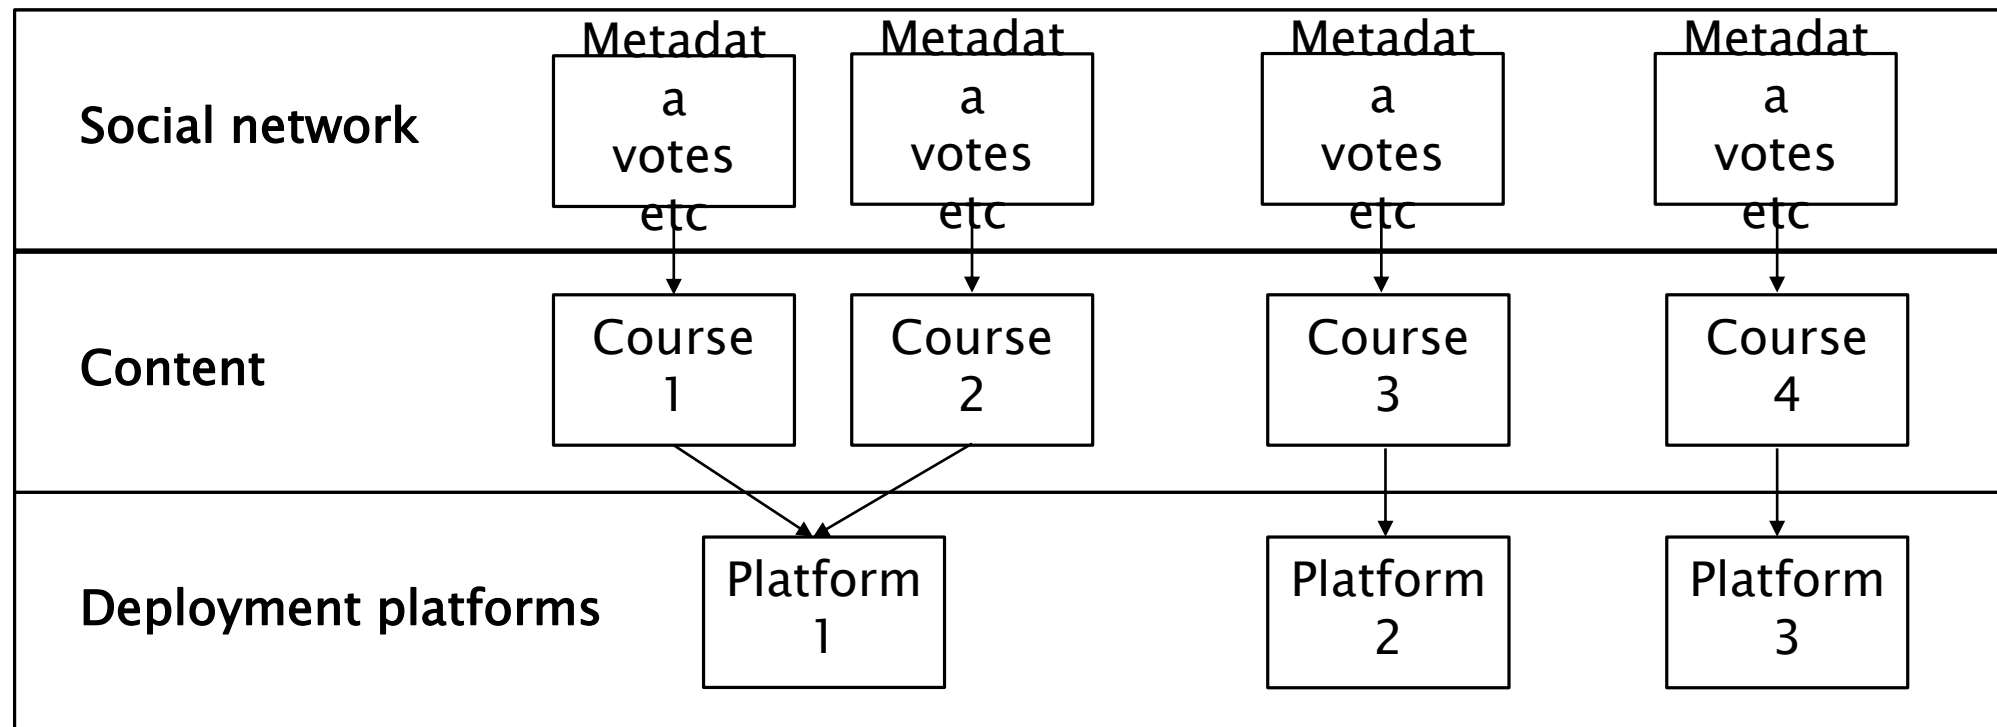 Social network
Metadat
a
votes
etc
Metadat
a
votes
etc
Metadat
a
votes
etc
Metadat
a
votes
etc
Content
Course
1
Course
2
Course
3
Course
4
Deployment platforms
Platform
1
Platform
2
Platform
3